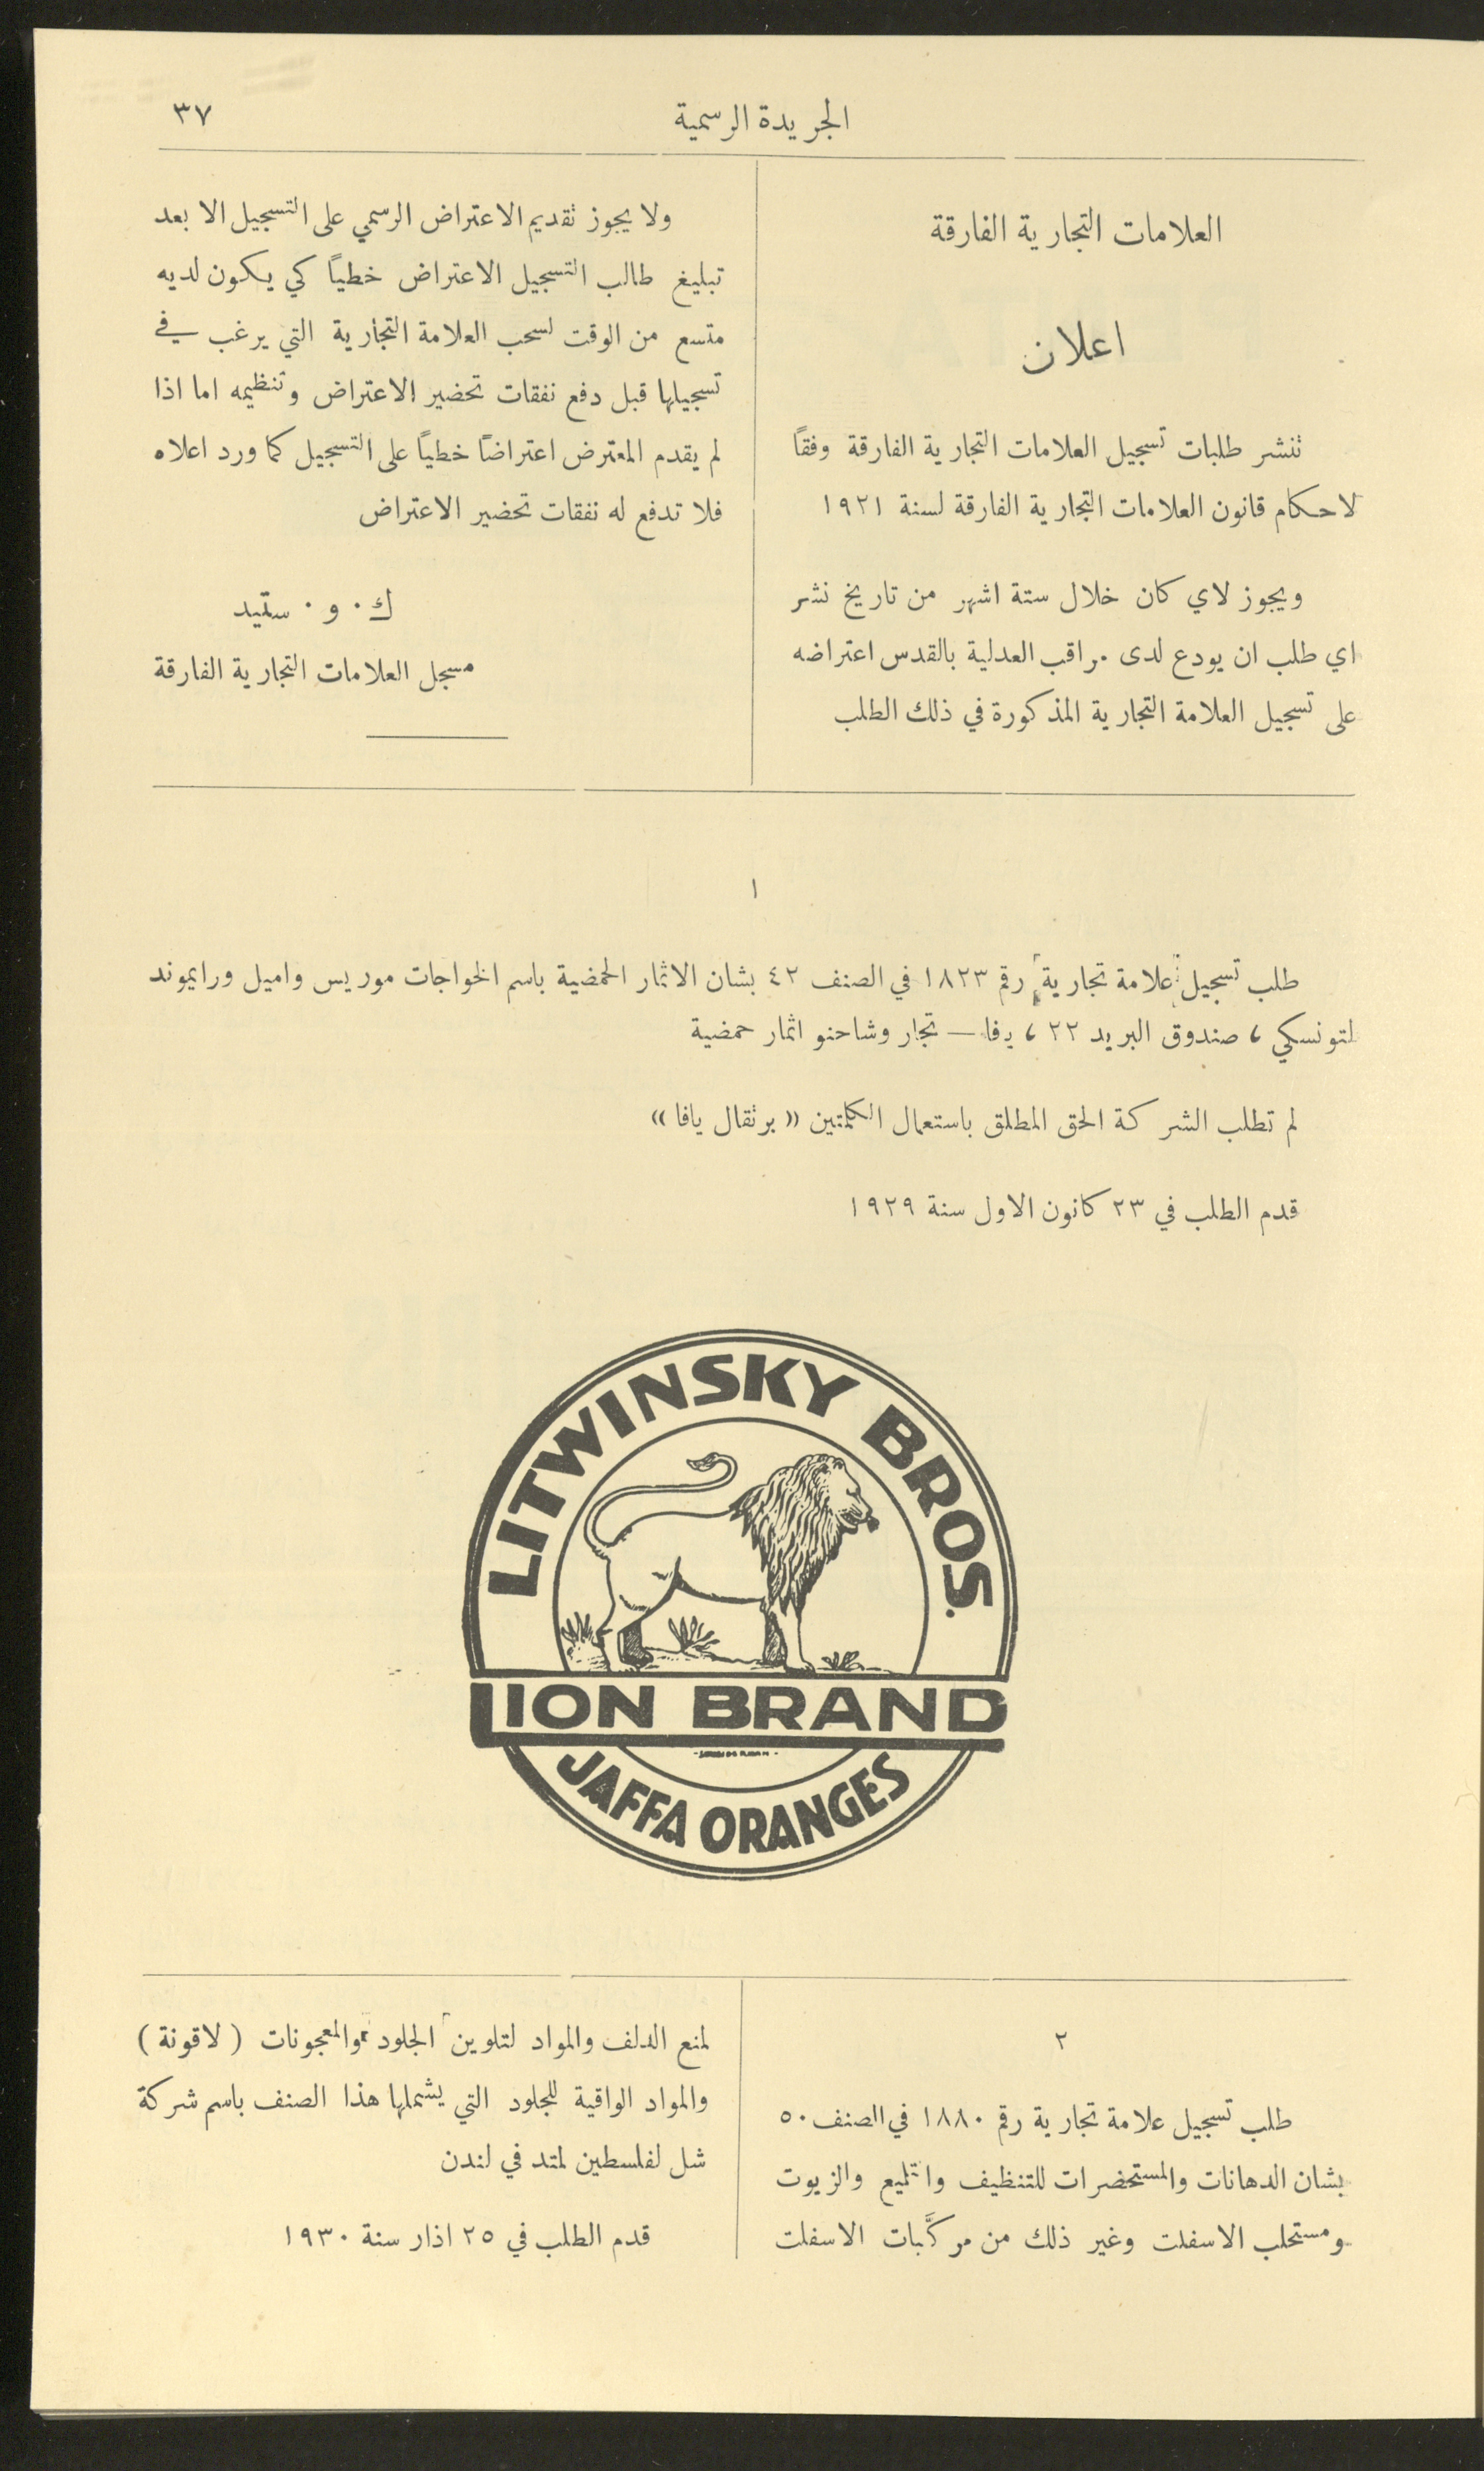 الجريدة الرسمية
٣٧
العلامات التجارية الفارقة
اعلان
تنشر طلبات تسجيل العلامات التجارية الفارقة وفقاً
لاحكام قانون العلامات التجارية الفارقة لسنة ١٩٢١
ويجوز لاي كان خلال ستة اشهر من تاريخ نشر
اي طلب ان يودع لدى مراقب العدلية بالقدس اعتراضه
على تسجيل العلامة التجارية المذكورة في ذلك الطلب
ولا يجوز تقديم الاعتراض الرسمي على التسجيل الا بعد
تبليغ طالب التسجيل الاعتراض خطياً كي يكون لديه
متسع من الوقت لسحب العلامة التجارية التي يرغب في
تسجيلها قبل دفع نفقات تحضير الاعتراض وتنظيمه اما اذا
لم يقدم المعترض اعتراضاً خطياً على التسجيل كما ورد اعلاه
فلا تدفع له نفقات تحضير الاعتراض
ك. و. ستيد
مسجل العلامات التجارية الفارقة
١
طلب تسجيل علامة تجارية رقم ١٨٢٣ في الصنف ٤٢ بشان الاثمار الحمضية باسم الخواجات موريس واميل ورايموند
لتونسكي ، صندوق البريد ٢٢ ، يافا — تجار وشاحنو اثمار حمضية
لم تطلب الشركة الحق المطلق باستعمال الكلمتين « برتقال يافا »
قدم الطلب في ٢٣ كانون الاول سنة ١٩٢٩
LITWINSKY BROS.
LION BRAND
JAFFA ORANGES
٢
طلب تسجيل علامة تجارية رقم ١٨٨٠ في الصنف ٥٠
بشان الدهانات والمستحضرات للتنظيف والتلميع والزيوت
ومستحلب الاسفلت وغير ذلك من مركَّبات الاسفلت
لمنع الدلف والمواد لتلوين الجلود والمعجونات ( لاقونة )
والمواد الواقية للجلود التي يشملها هذا الصنف باسم شركة
شل لفلسطين لمتد في لندن
قدم الطلب في ٢٥ اذار سنة ١٩٣٠